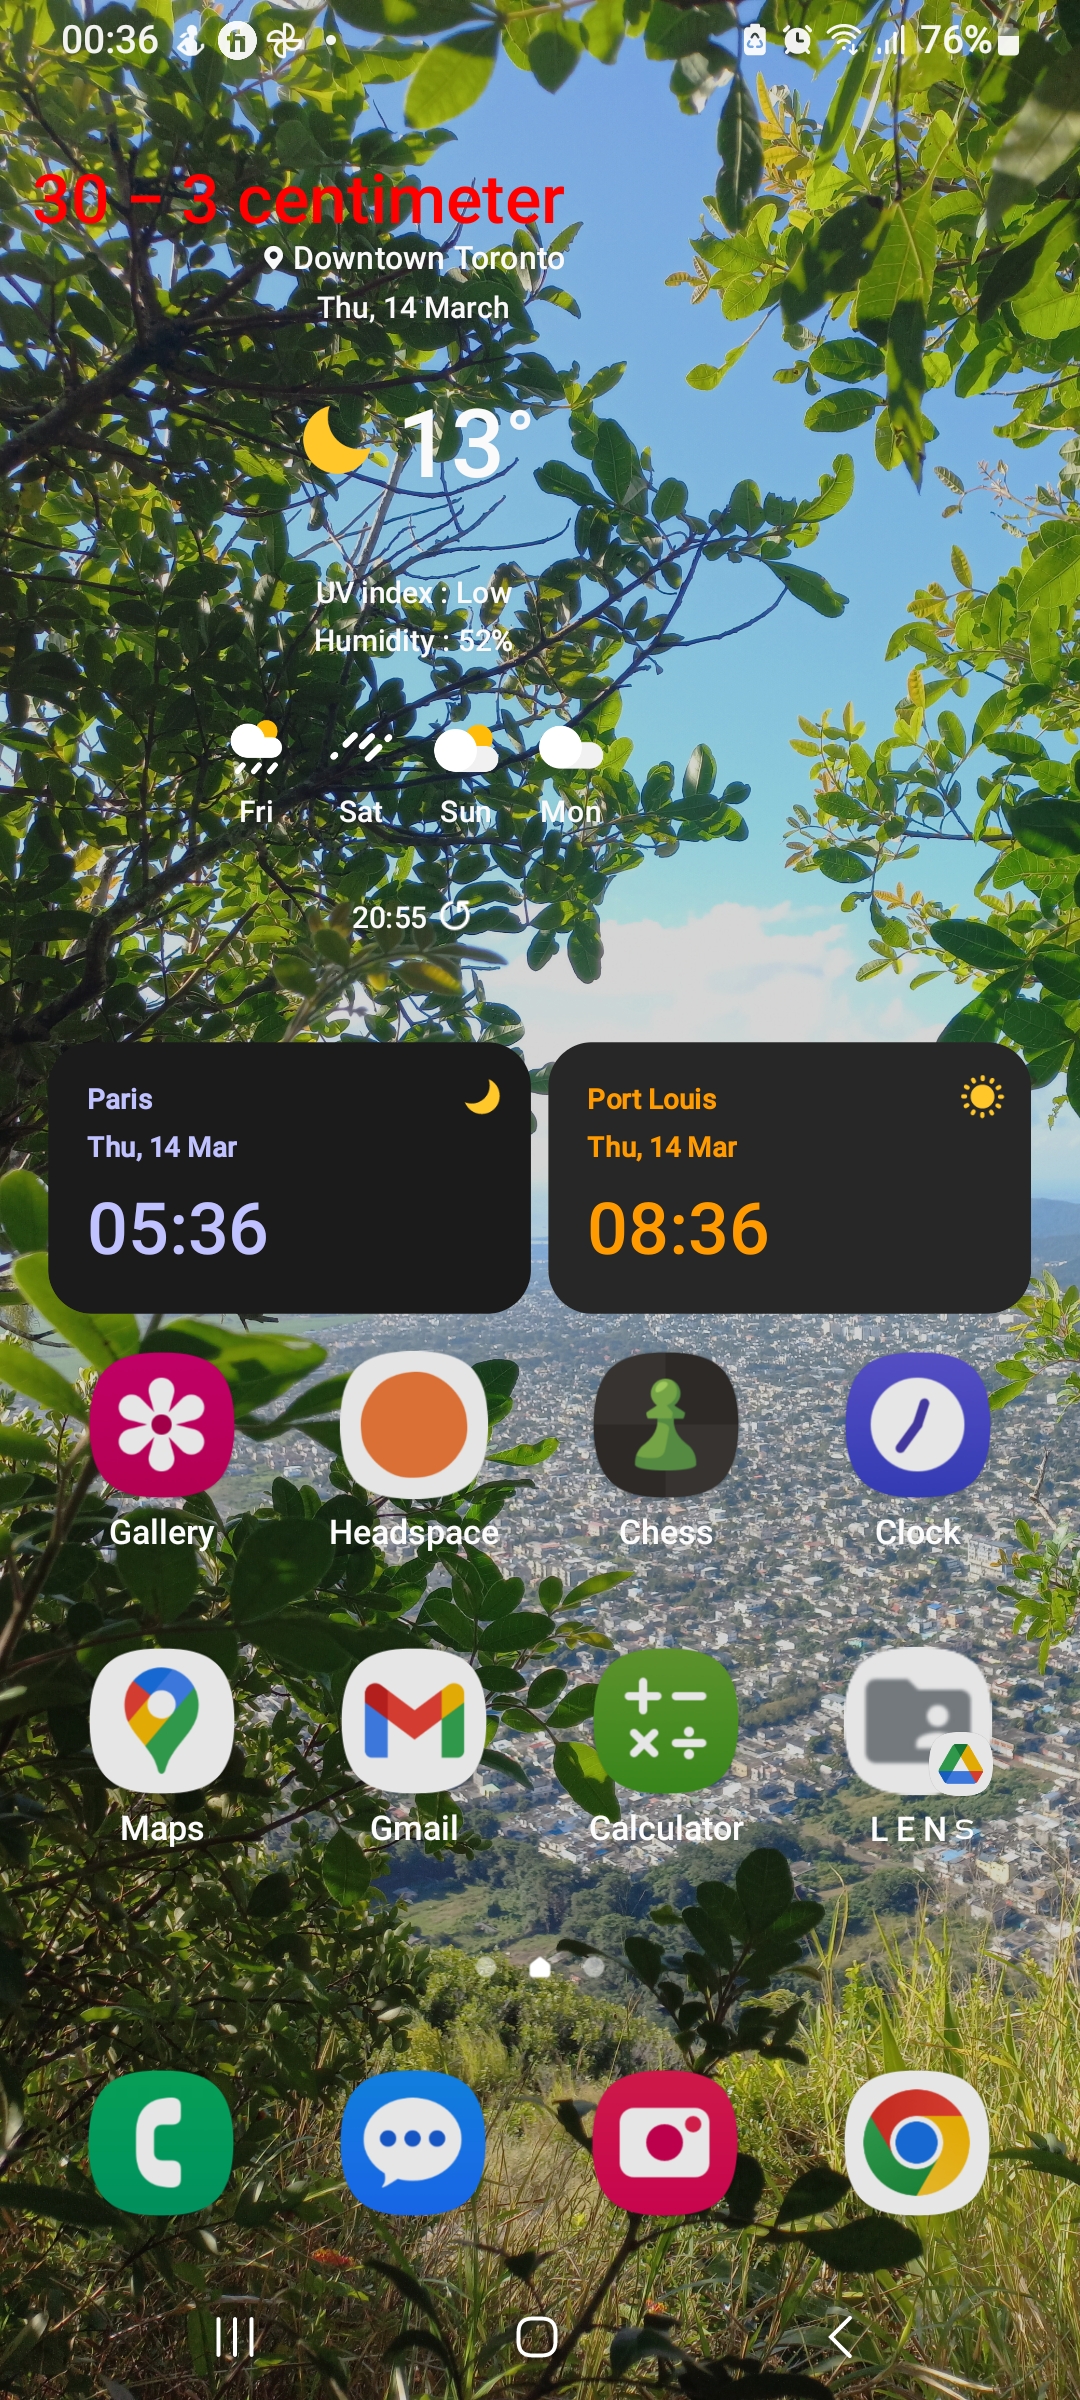 00:36
76%
30 – 3 centimeter
Downtown Toronto
Thu, 14 March
13°
UV index : Low
Humidity : 52%
Fri Sat Sun Mon
20:55
Paris
Thu, 14 Mar
05:36
Port Louis
Thu, 14 Mar
08:36
Gallery Headspace Chess Clock
Maps Gmail Calculator LENS